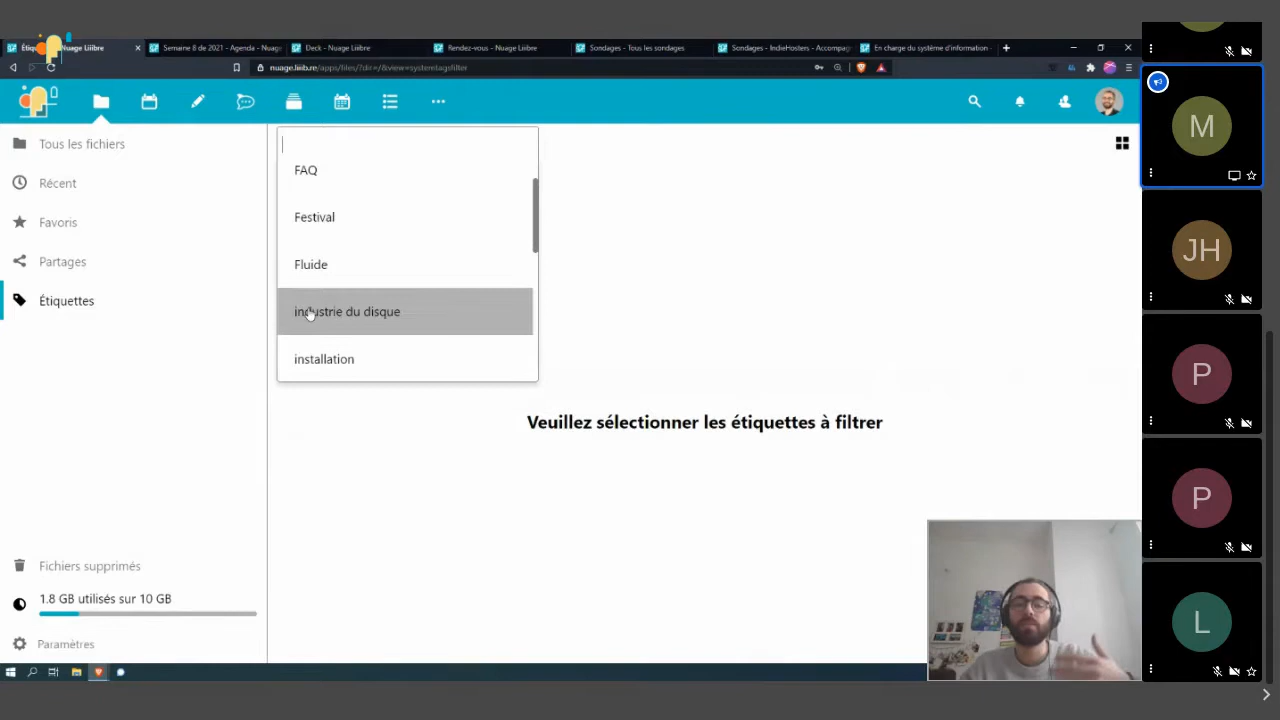 Nuage Liiibre
Semaine 8 de 2021 - Agenda - Nuage
Deck - Nuage Liiibre
Rendez-vous - Nuage Liiibre
Sondages - Tous les sondages
Sondages - IndieHosters - Accompag
En charge du système d'information -
nuage.liiib.re/apps/files/?dir=/&view=systemtagsfilter
Tous les fichiers
Récent
Favoris
Partages
Étiquettes
FAQ
Festival
Fluide
industrie du disque
installation
Veuillez sélectionner les étiquettes à filtrer
Fichiers supprimés
1.8 GB utilisés sur 10 GB
Paramètres
M
JH
P
P
L